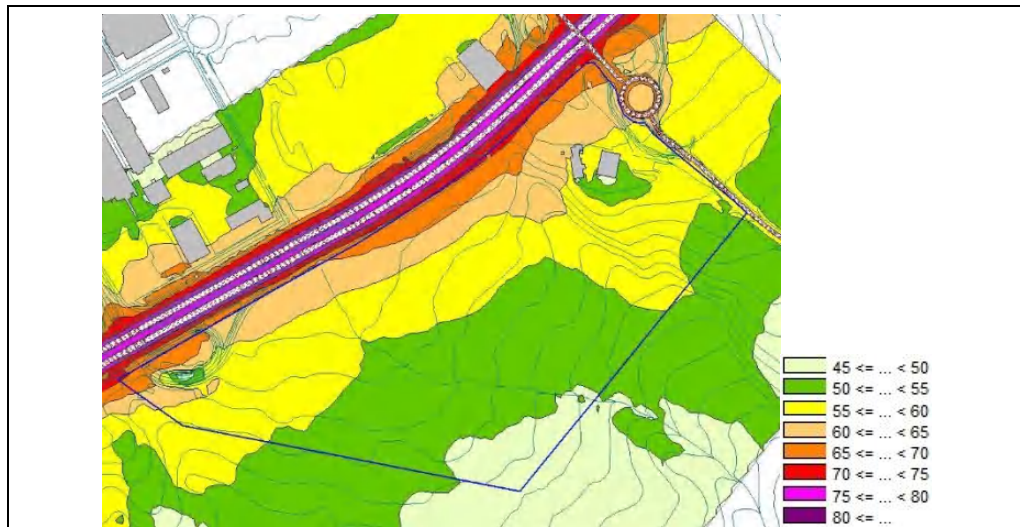 45 <= ... < 50
50 <= ... < 55
55 <= ... < 60
60 <= ... < 65
65 <= ... < 70
70 <= ... < 75
75 <= ... < 80
80 <= ...